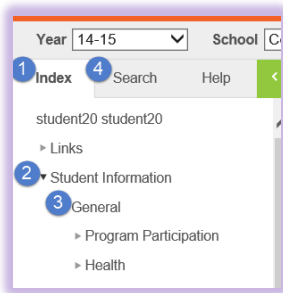 Year 14-15 School
1 Index 4 Search Help
student20 student20
Links
2 Student Information
3 General
Program Participation
Health